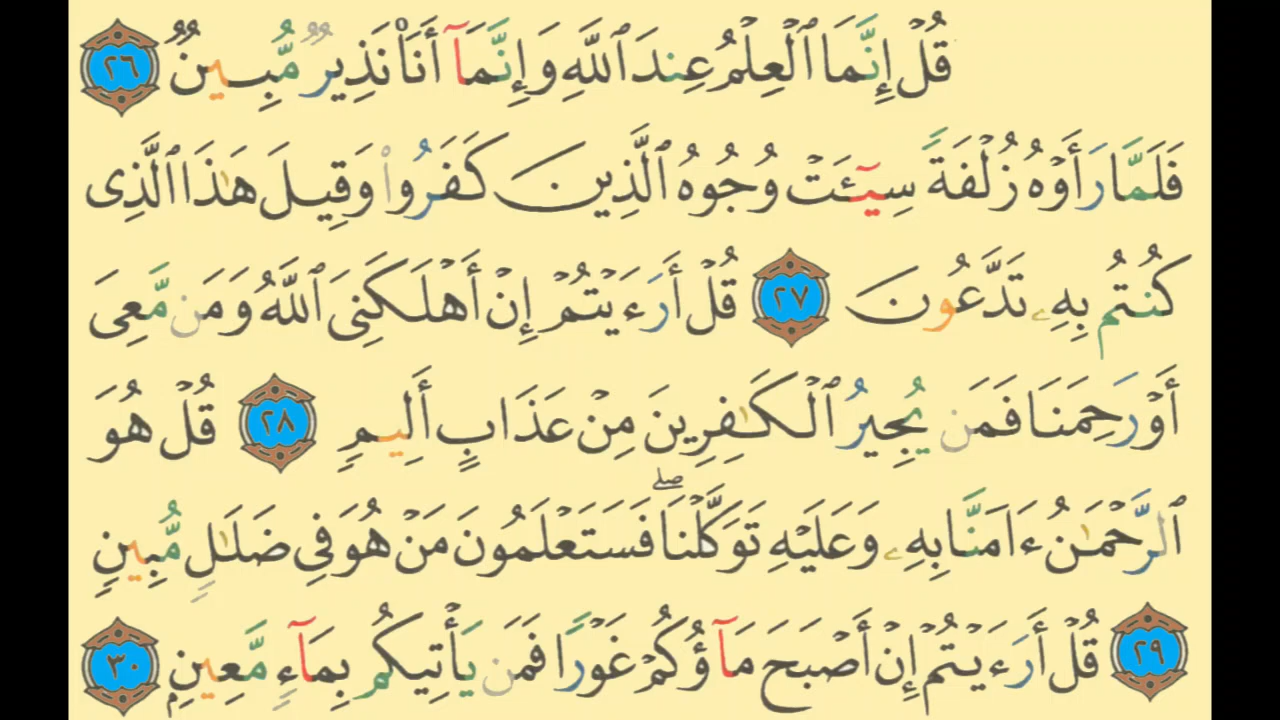 قُلْ إِنَّمَا ٱلْعِلْمُ عِندَ ٱللَّهِ وَإِنَّمَآ أَنَا۠ نَذِيرٌ مُّبِينٌ ٢٦
فَلَمَّا رَأَوْهُ زُلْفَةً سِيٓـَٔتْ وُجُوهُ ٱلَّذِينَ كَفَرُوا۟ وَقِيلَ هَـٰذَا ٱلَّذِى
كُنتُم بِهِۦ تَدَّعُونَ ٢٧ قُلْ أَرَءَيْتُمْ إِنْ أَهْلَكَنِىَ ٱللَّهُ وَمَن مَّعِىَ
أَوْ رَحِمَنَا فَمَن يُجِيرُ ٱلْكَـٰفِرِينَ مِنْ عَذَابٍ أَلِيمٍ ٢٨ قُلْ هُوَ
ٱلرَّحْمَـٰنُ ءَامَنَّا بِهِۦ وَعَلَيْهِ تَوَكَّلْنَا ۖ فَسَتَعْلَمُونَ مَنْ هُوَ فِى ضَلَـٰلٍ مُّبِينٍ
٢٩ قُلْ أَرَءَيْتُمْ إِنْ أَصْبَحَ مَآؤُكُمْ غَوْرًا فَمَن يَأْتِيكُم بِمَآءٍ مَّعِينٍ ٣٠